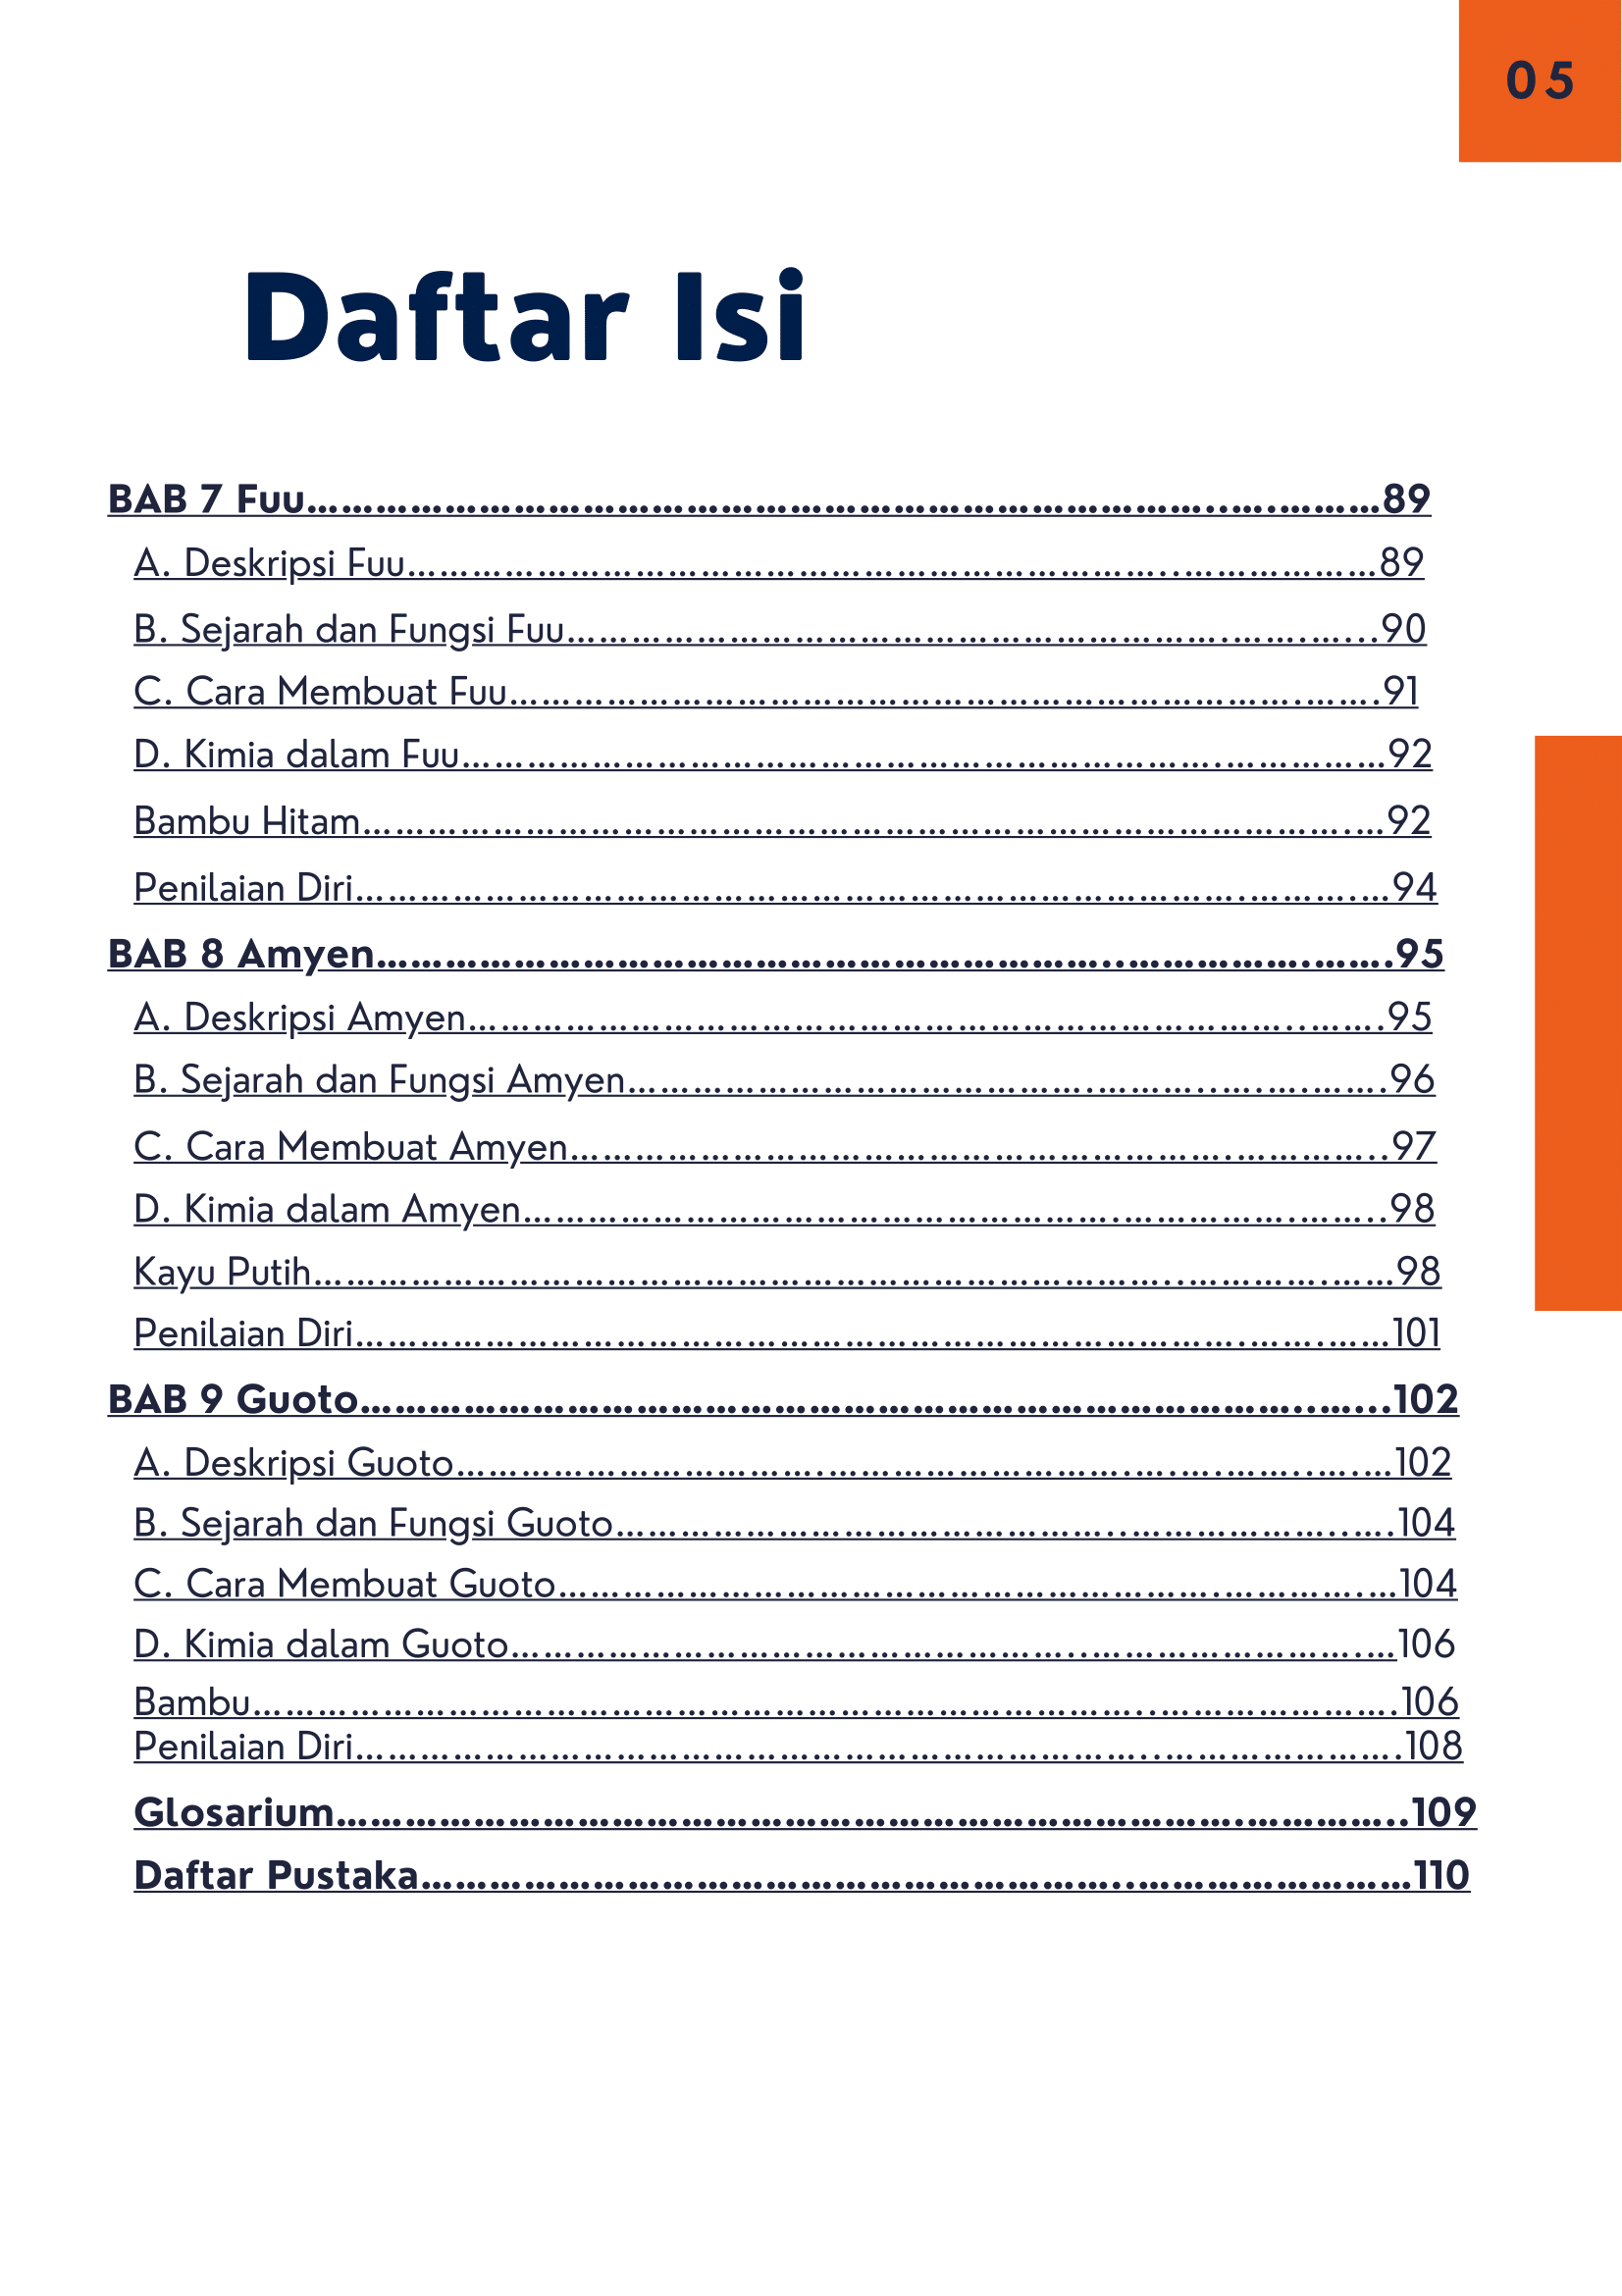 05
Daftar Isi
BAB 7 Fuu........................................................................................89
A. Deskripsi Fuu........................................................................................89
B. Sejarah dan Fungsi Fuu........................................................................90
C. Cara Membuat Fuu..............................................................................91
D. Kimia dalam Fuu..................................................................................92
Bambu Hitam............................................................................................92
Penilaian Diri............................................................................................94
BAB 8 Amyen...................................................................................95
A. Deskripsi Amyen..................................................................................95
B. Sejarah dan Fungsi Amyen...................................................................96
C. Cara Membuat Amyen.........................................................................97
D. Kimia dalam Amyen.............................................................................98
Kayu Putih................................................................................................98
Penilaian Diri............................................................................................101
BAB 9 Guoto....................................................................................102
A. Deskripsi Guoto...................................................................................102
B. Sejarah dan Fungsi Guoto....................................................................104
C. Cara Membuat Guoto..........................................................................104
D. Kimia dalam Guoto..............................................................................106
Bambu......................................................................................................106
Penilaian Diri............................................................................................108
Glosarium........................................................................................109
Daftar Pustaka.................................................................................110